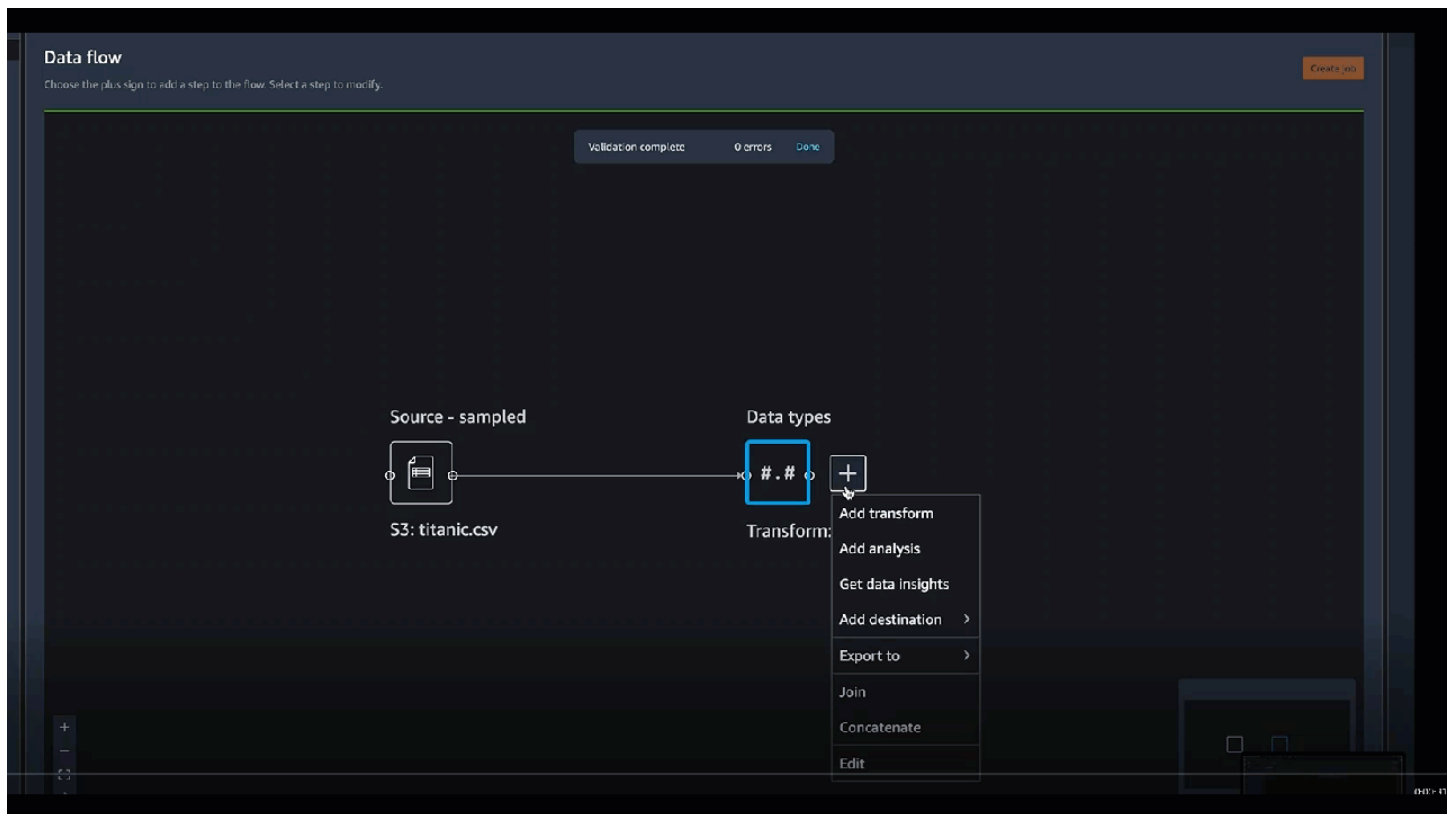 Data flow
Choose the plus sign to add a step to the flow. Select a step to modify.
Create job
Validation complete 0 errors Done
Source - sampled
Data types
#.#
S3: titanic.csv
Transform:
Add transform
Add analysis
Get data insights
Add destination
Export to
Join
Concatenate
Edit